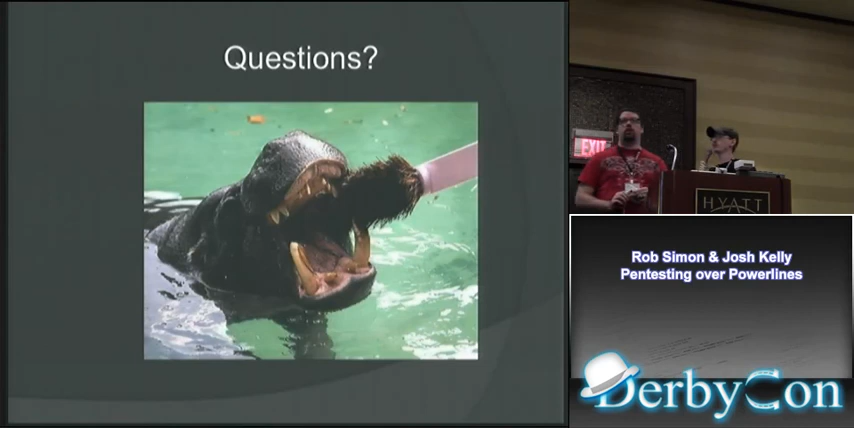 Questions?
EXIT
HYATT
Rob Simon & Josh Kelly
Pentesting over Powerlines
DerbyCon